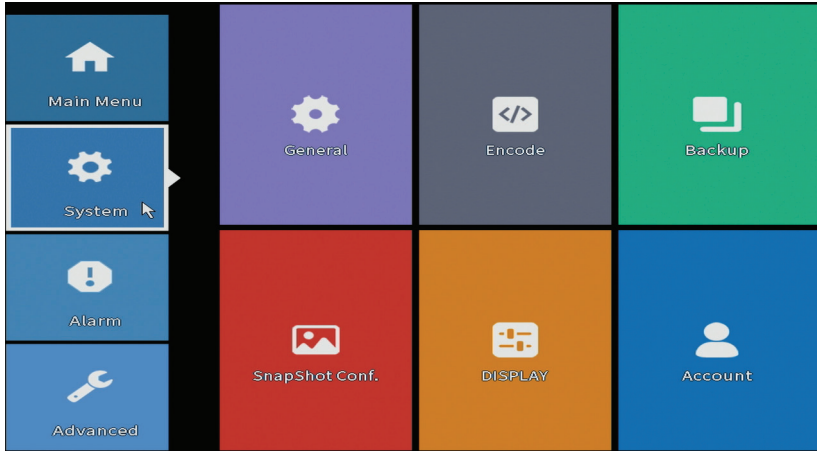 Main Menu
System
Alarm
Advanced
General
Encode
Backup
SnapShot Conf.
DISPLAY
Account